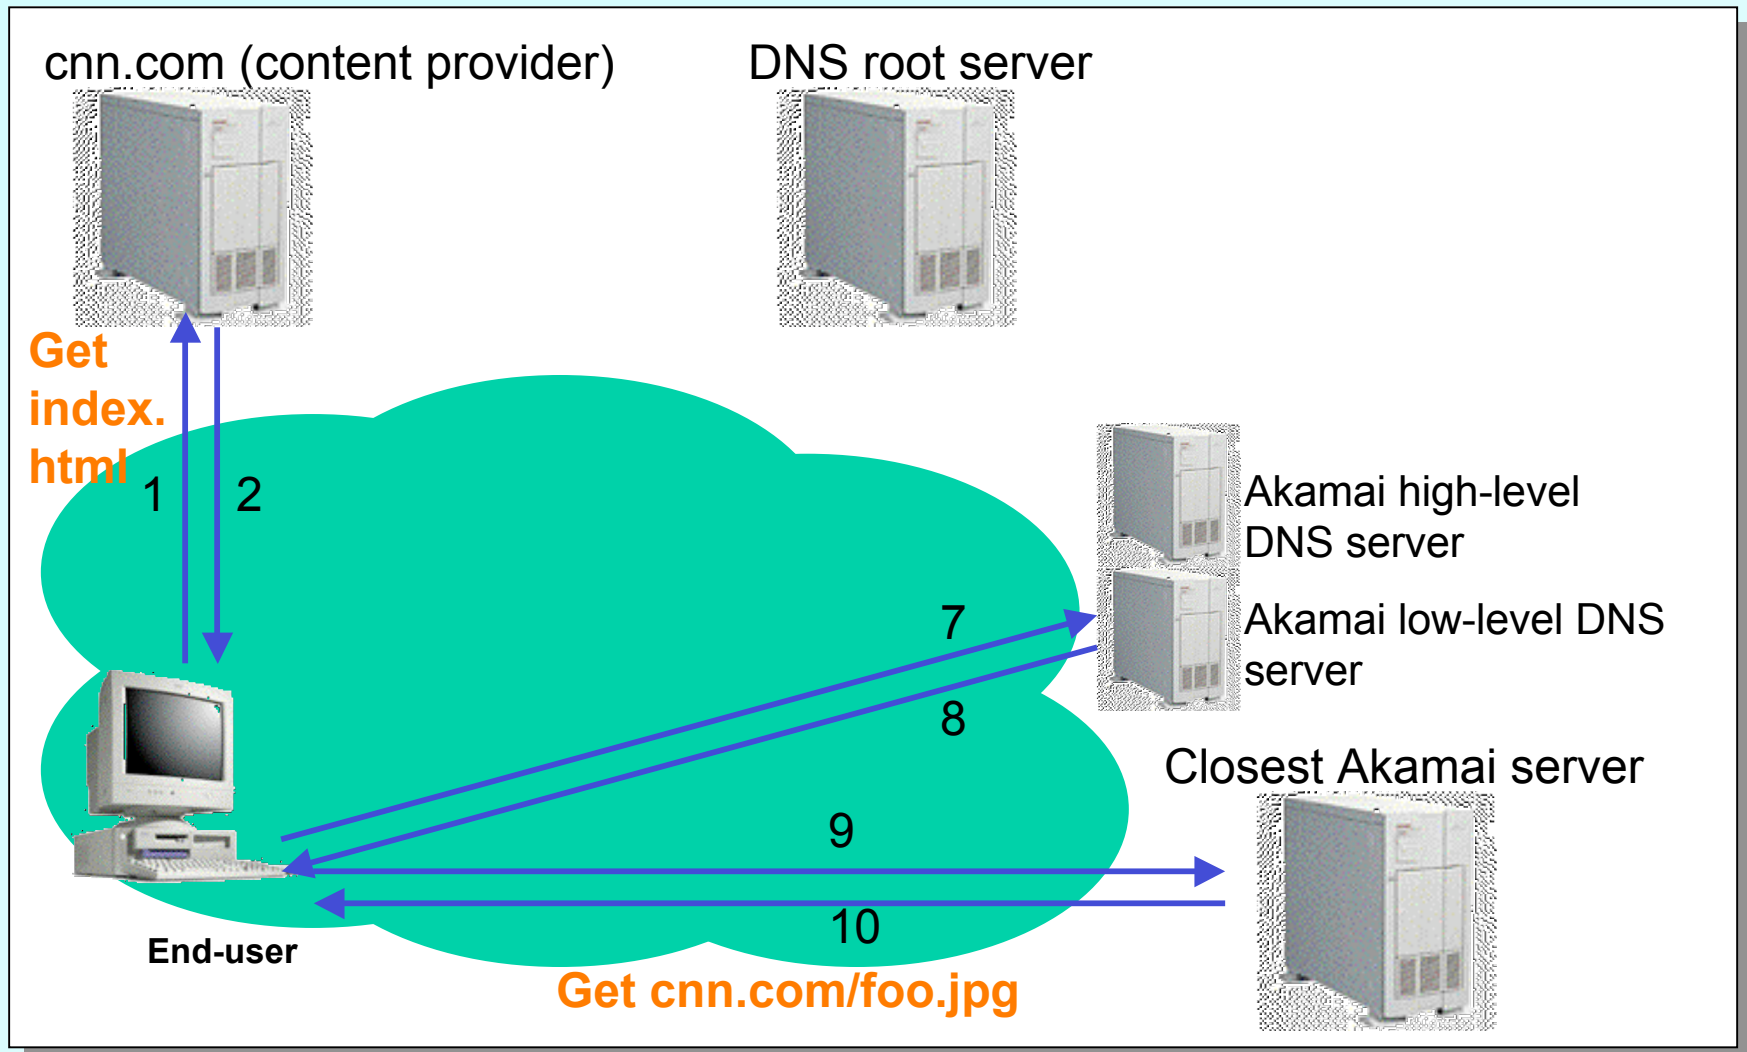 cnn.com (content provider)
DNS root server
Get
index.
html
1
2
Akamai high-level
DNS server
7
Akamai low-level DNS
server
8
Closest Akamai server
9
10
End-user
Get cnn.com/foo.jpg